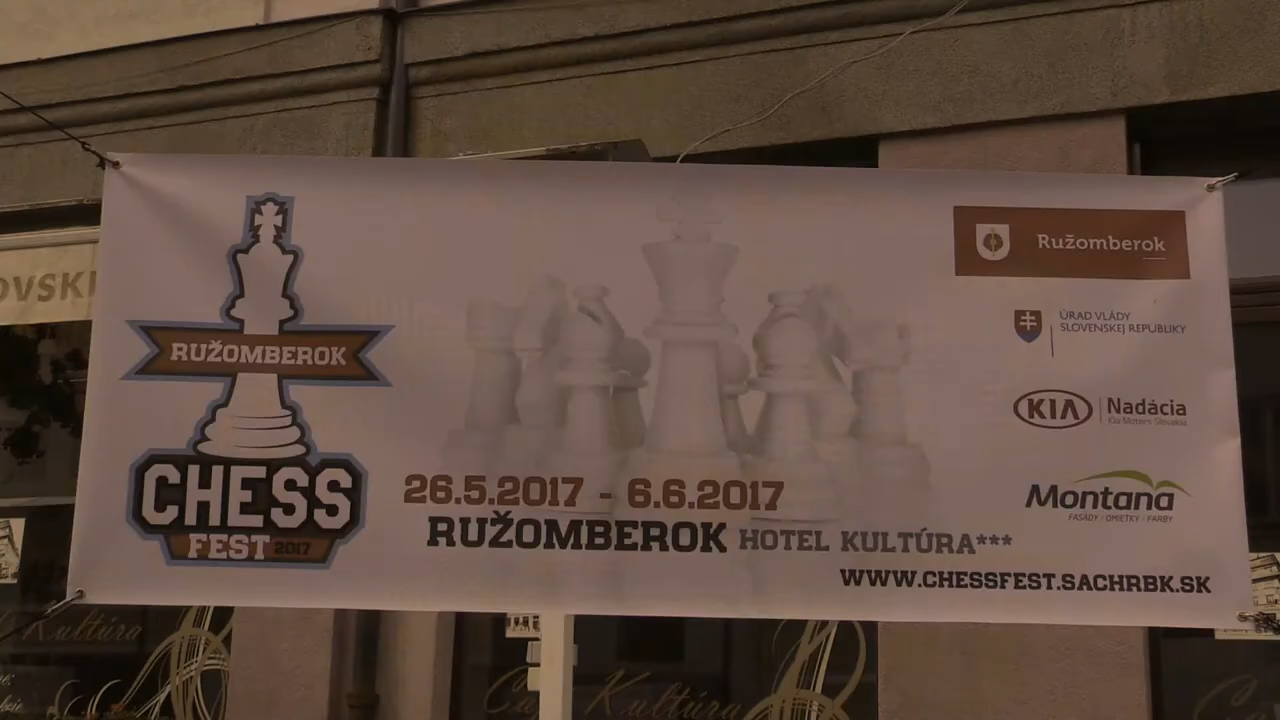 OVSKI
RUŽOMBEROK
CHESS
FEST 2017
26.5.2017 - 6.6.2017
RUŽOMBEROK HOTEL KULTÚRA***
WWW.CHESSFEST.SACHRBK.SK
Ružomberok
ÚRAD VLÁDY
SLOVENSKEJ REPUBLIKY
KIA Nadácia
Kia Motors Slovakia
Montana
FASÁDY OMIETKY FARBY
Kultúra
Kultúra